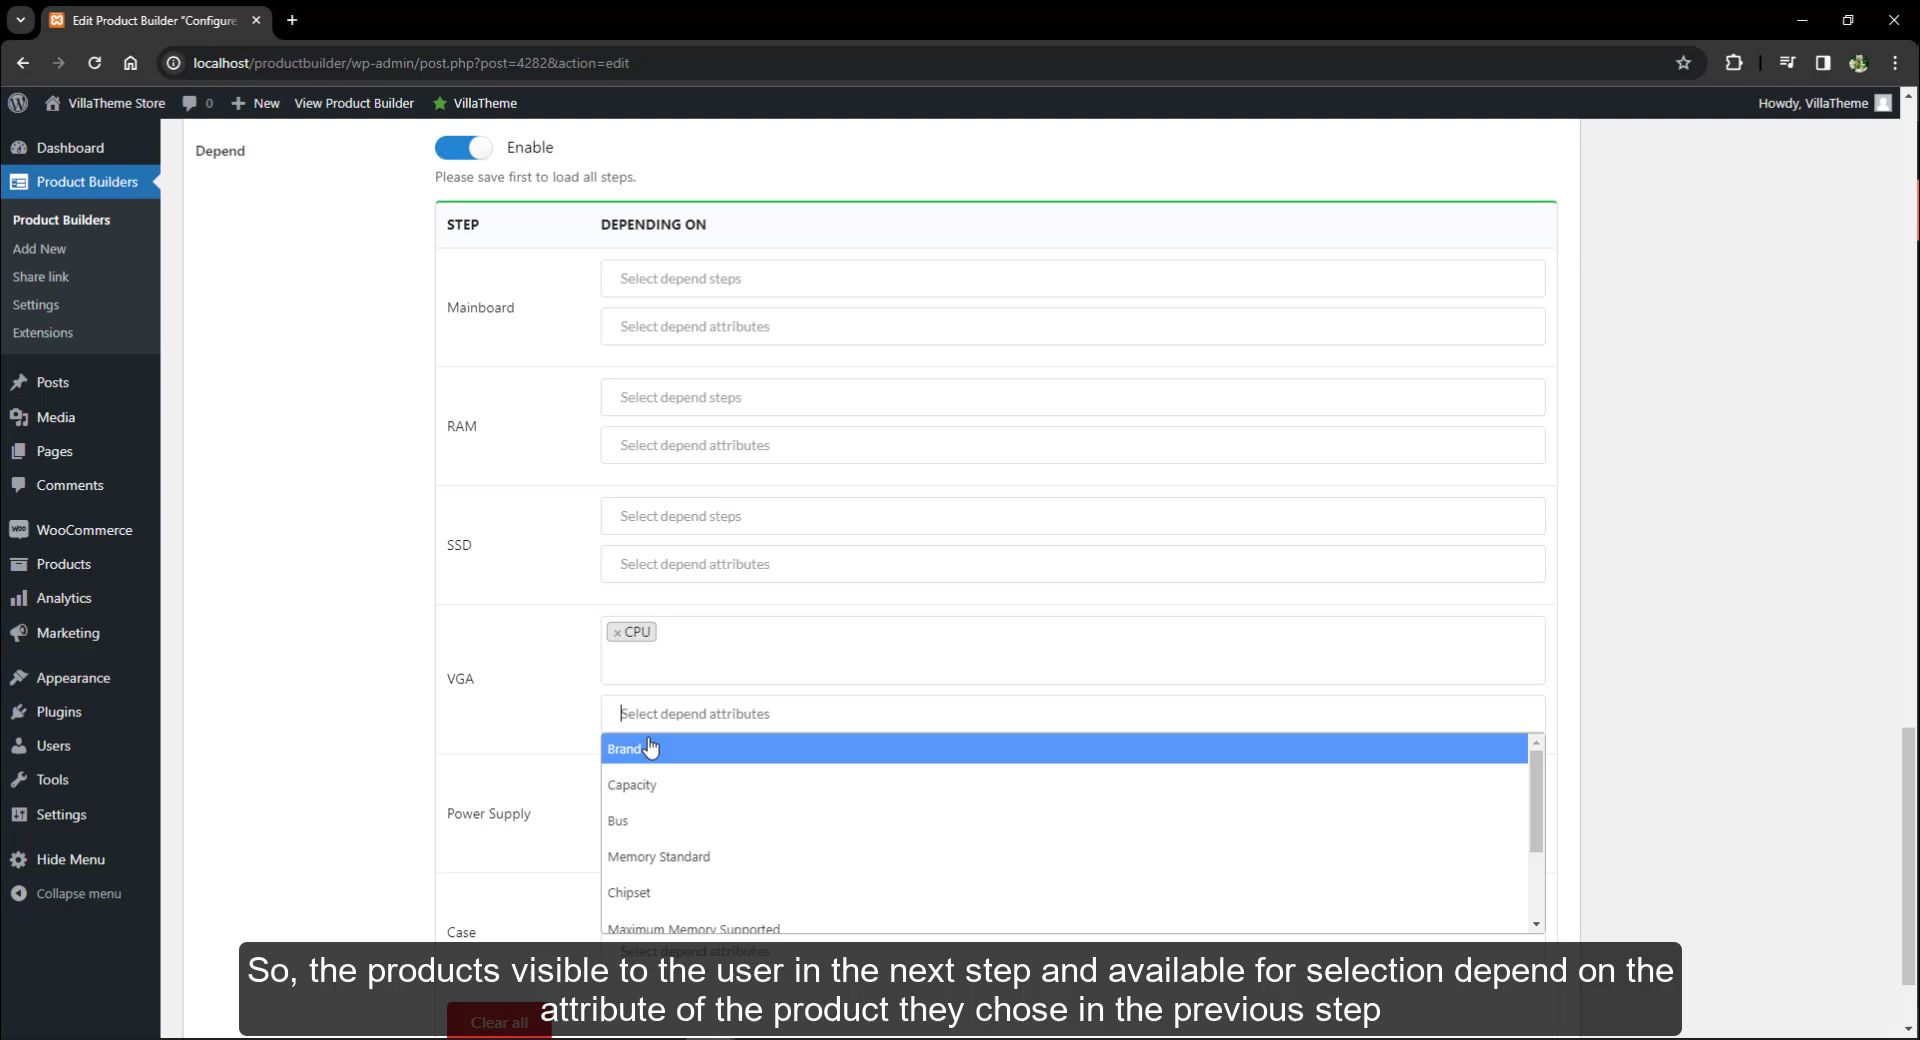 Edit Product Builder "Configure
localhost/productbuilder/wp-admin/post.php?post=4282&action=edit
VillaTheme Store
0
New
View Product Builder
VillaTheme
Howdy, VillaTheme
Dashboard
Product Builders
Product Builders
Add New
Share link
Settings
Extensions
Posts
Media
Pages
Comments
WooCommerce
Products
Analytics
Marketing
Appearance
Plugins
Users
Tools
Settings
Hide Menu
Collapse menu
Depend
Enable
Please save first to load all steps.
STEP
DEPENDING ON
Mainboard
Select depend steps
Select depend attributes
RAM
Select depend steps
Select depend attributes
SSD
Select depend steps
Select depend attributes
VGA
× CPU
Select depend attributes
Brand
Capacity
Bus
Memory Standard
Chipset
Maximum Memory Supported
Power Supply
Case
Select depend attributes
Clear all
So, the products visible to the user in the next step and available for selection depend on the
attribute of the product they chose in the previous step